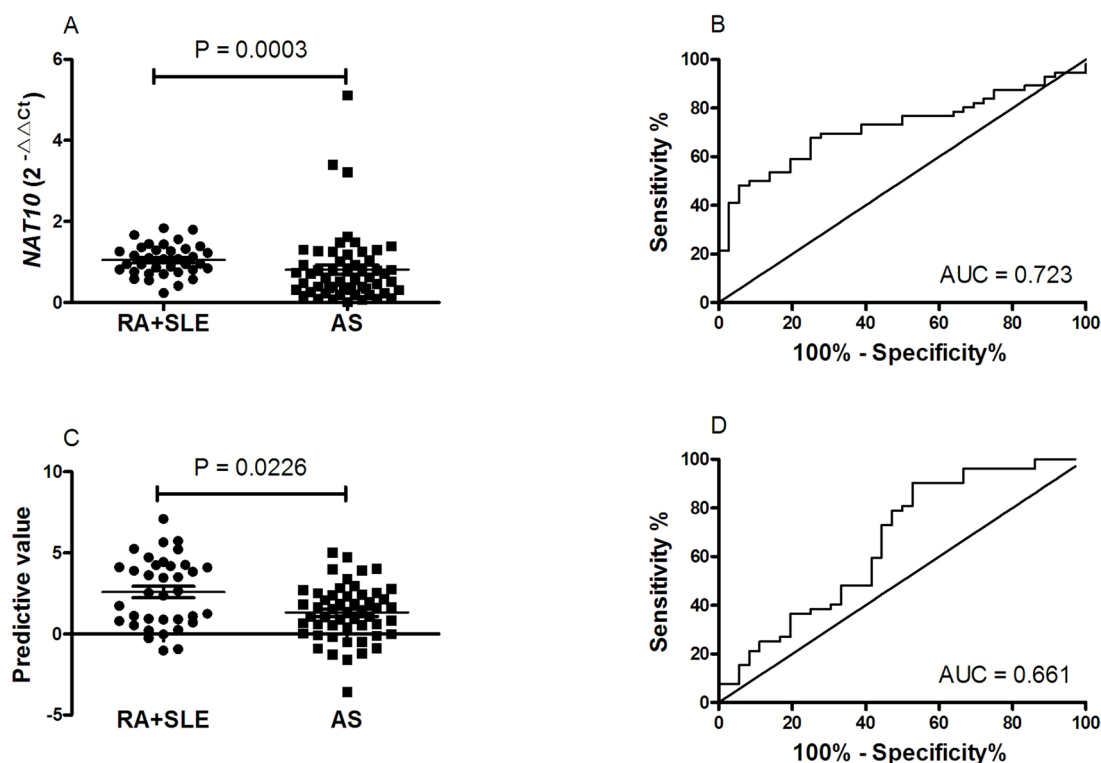 A
P = 0.0003
NAT10 (2 -△△Ct)
6
4
2
0
RA+SLE
AS
B
Sensitivity %
100
80
60
40
20
0
AUC = 0.723
0
20
40
60
80
100
100% - Specificity%
C
P = 0.0226
Predictive value
10
5
0
-5
RA+SLE
AS
D
Sensitivity %
100
80
60
40
20
0
AUC = 0.661
0
20
40
60
80
100
100% - Specificity%